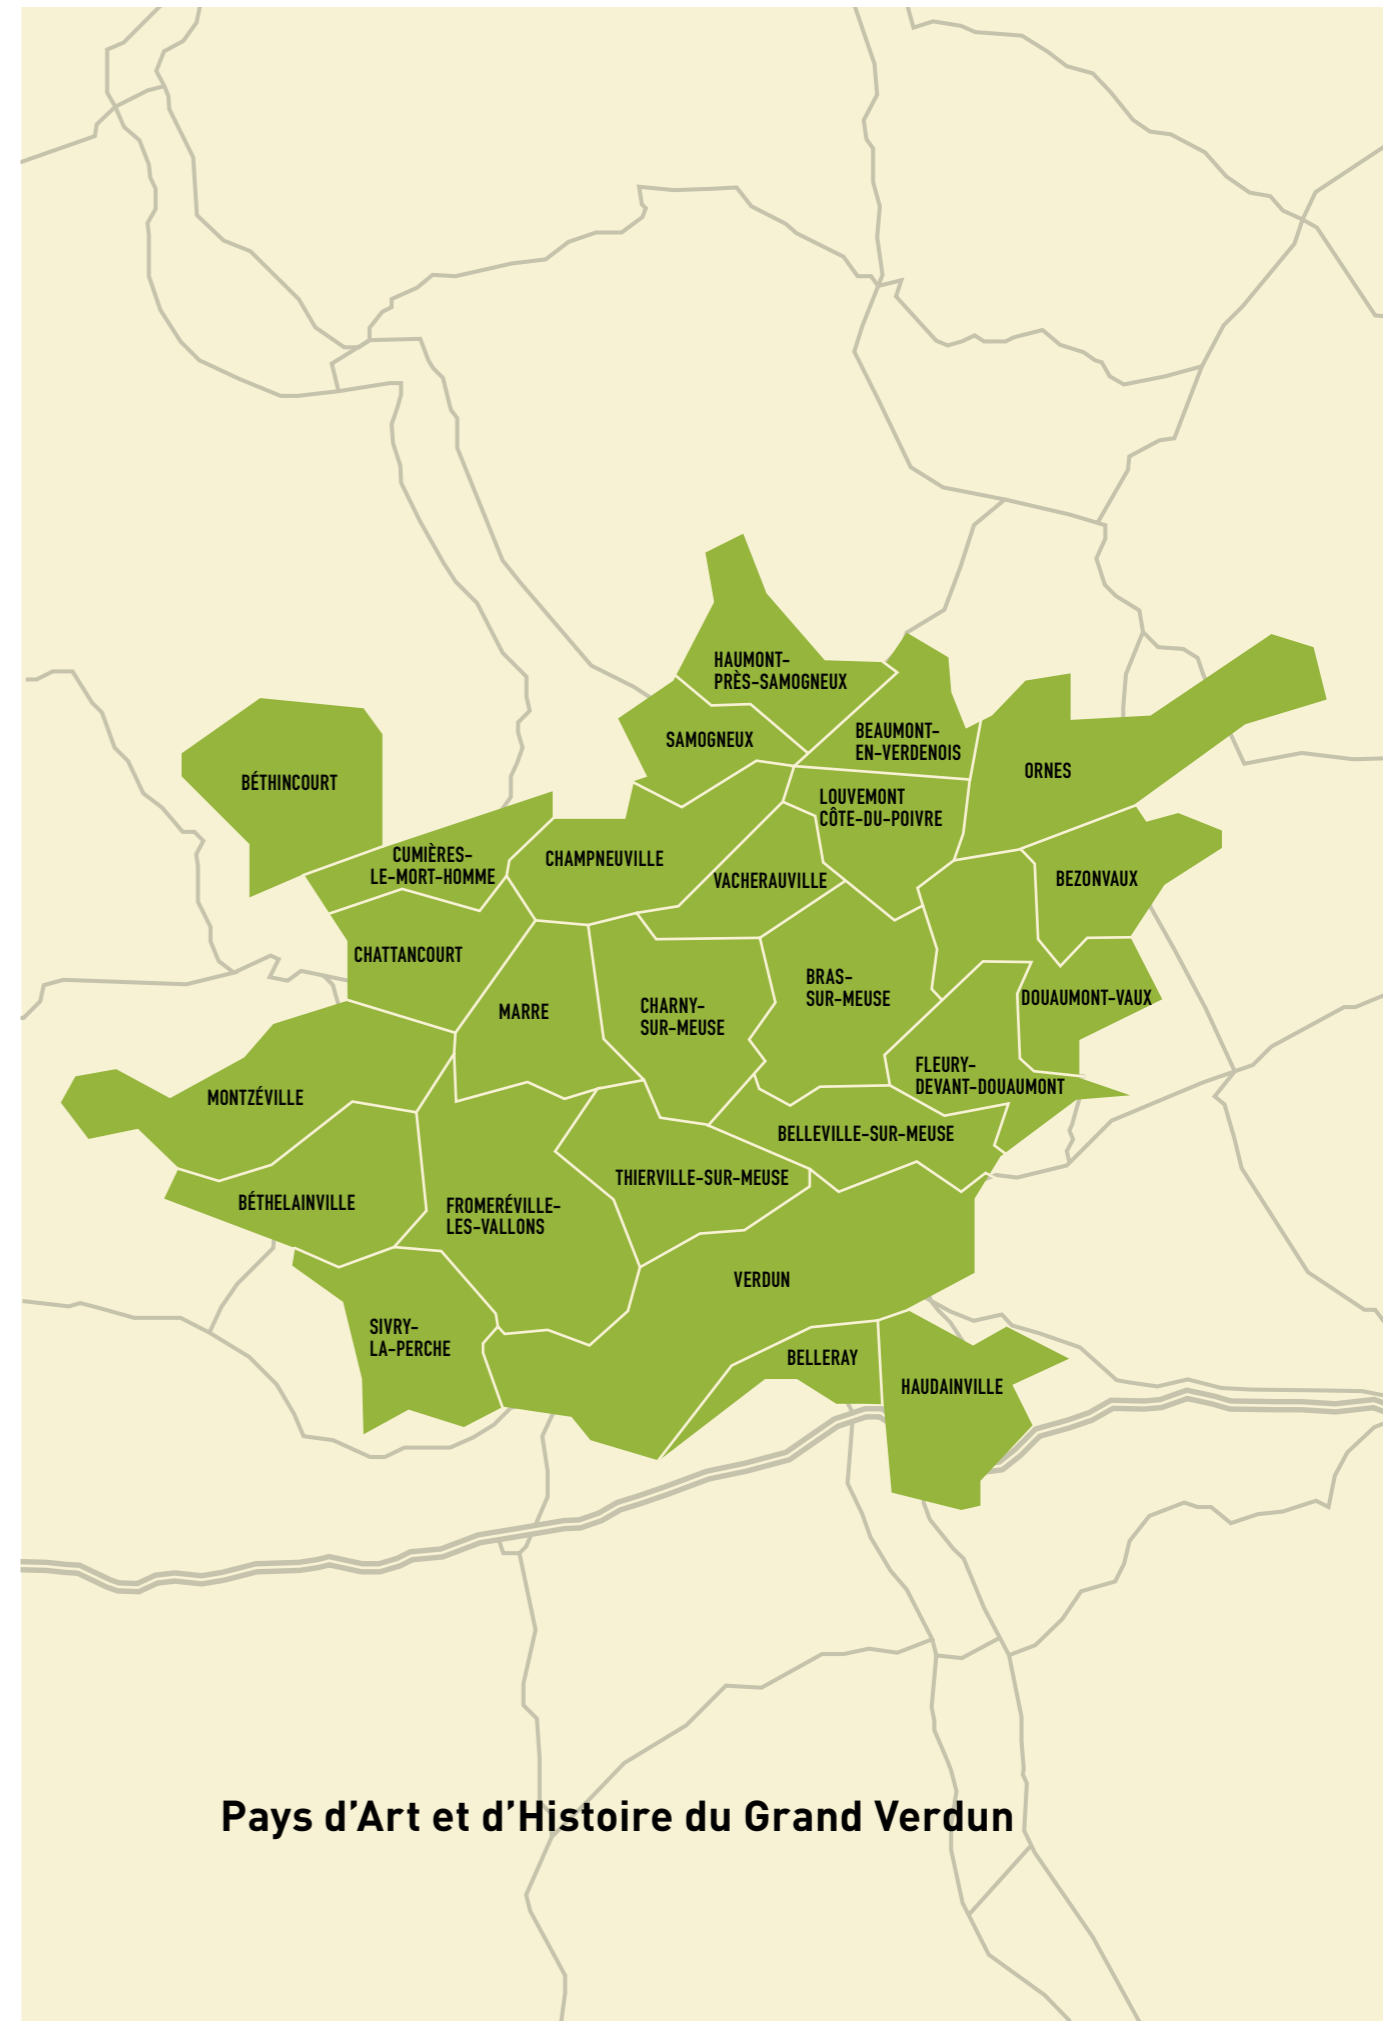 HAUMONT-
PRÈS-SAMOGNEUX
SAMOGNEUX
BEAUMONT-
EN-VERDENOIS
ORNES
BÉTHINCOURT
LOUVEMONT
CÔTE-DU-POIVRE
CUMIÈRES-
LE-MORT-HOMME
CHAMPNEUVILLE
VACHERAUVILLE
BEZONVAUX
CHATTANCOURT
MARRE
CHARNY-
SUR-MEUSE
BRAS-
SUR-MEUSE
DOUAUMONT-VAUX
FLEURY-
DEVANT-DOUAUMONT
MONTZÉVILLE
BELLEVILLE-SUR-MEUSE
THIERVILLE-SUR-MEUSE
BÉTHELAINVILLE
FROMERÉVILLE-
LES-VALLONS
VERDUN
SIVRY-
LA-PERCHE
BELLERAY
HAUDAINVILLE
Pays d’Art et d’Histoire du Grand Verdun